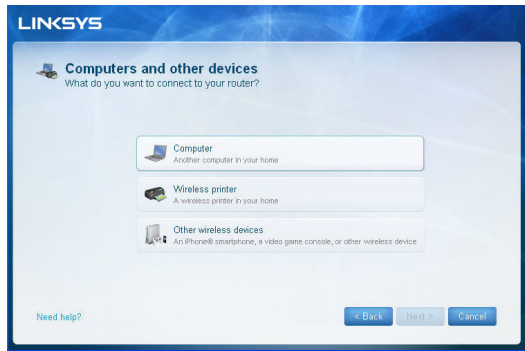 LINKSYS
Computers and other devices
What do you want to connect to your router?
Computer
Another computer in your home
Wireless printer
A wireless printer in your home
Other wireless devices
An iPhone® smartphone, a video game console, or other wireless device
Need help?
< Back
Next >
Cancel